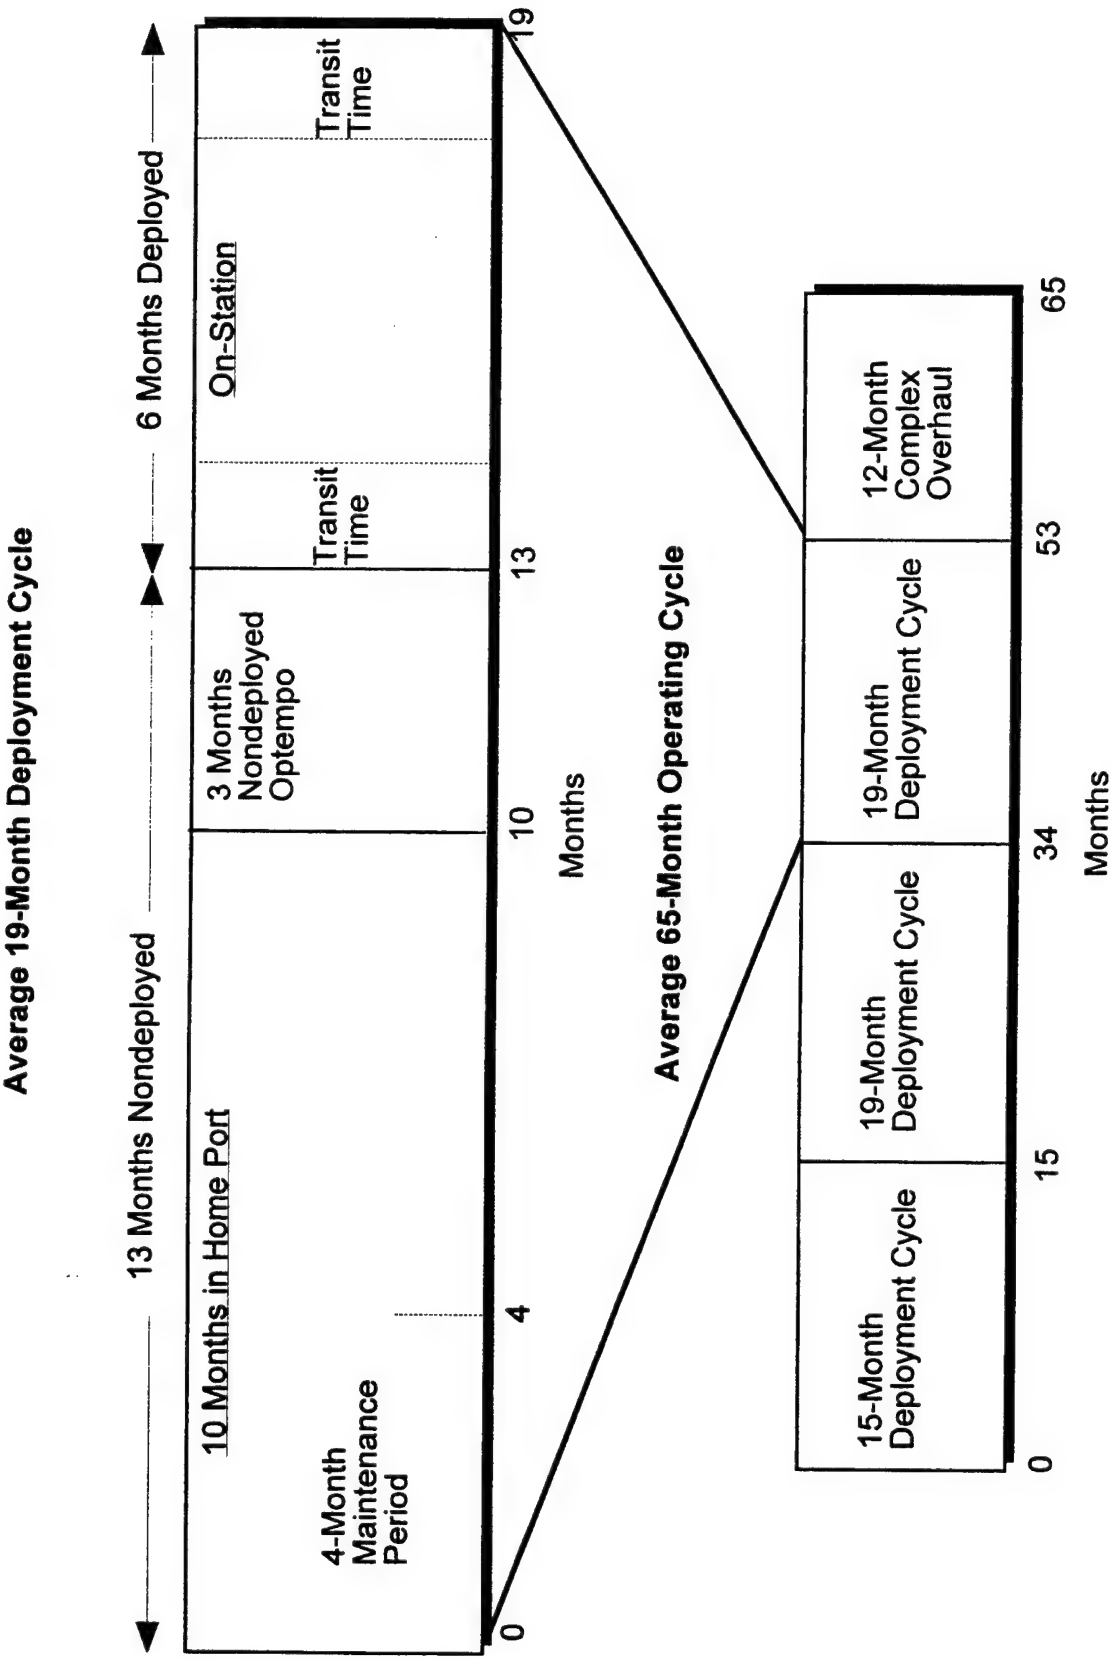 Average 19-Month Deployment Cycle
13 Months Nondeployed
6 Months Deployed
10 Months in Home Port
4-Month
Maintenance
Period
3 Months
Nondeployed
Optempo
Transit
Time
On-Station
Transit
Time
0
4
10
13
19
Months
Average 65-Month Operating Cycle
15-Month
Deployment Cycle
19-Month
Deployment Cycle
19-Month
Deployment Cycle
12-Month
Complex
Overhaul
0
15
34
53
65
Months